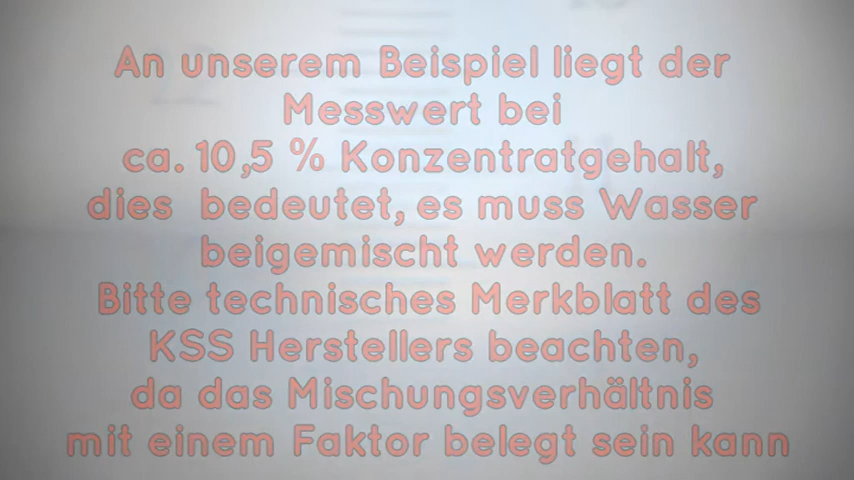 An unserem Beispiel liegt der
Messwert bei
ca. 10,5 % Konzentratgehalt,
dies bedeutet, es muss Wasser
beigemischt werden.
Bitte technisches Merkblatt des
KSS Herstellers beachten,
da das Mischungsverhältnis
mit einem Faktor belegt sein kann